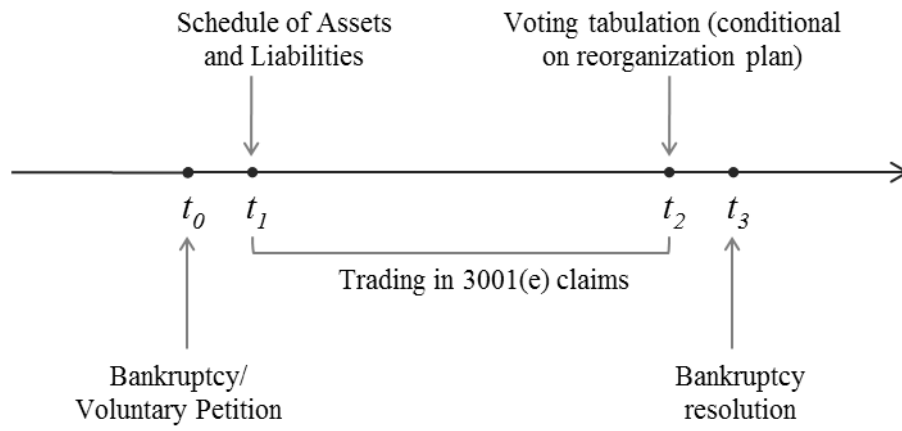 Schedule of Assets
and Liabilities
Voting tabulation (conditional
on reorganization plan)
t₀
t₁
t₂
t₃
Trading in 3001(e) claims
Bankruptcy/
Voluntary Petition
Bankruptcy
resolution